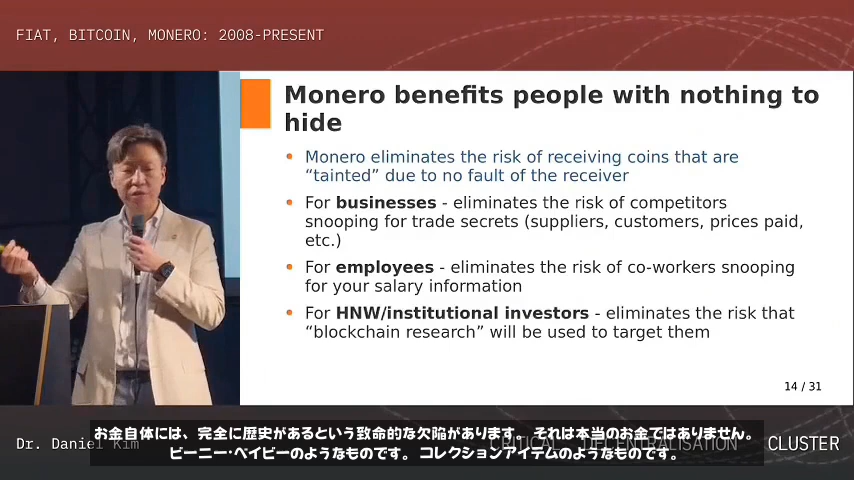 FIAT, BITCOIN, MONERO: 2008-PRESENT
Monero benefits people with nothing to
hide
• Monero eliminates the risk of receiving coins that are
“tainted” due to no fault of the receiver
• For businesses - eliminates the risk of competitors
snooping for trade secrets (suppliers, customers, prices paid,
etc.)
• For employees - eliminates the risk of co-workers snooping
for your salary information
• For HNW/institutional investors - eliminates the risk that
“blockchain research” will be used to target them
14 / 31
Dr. Daniel Kim
CRITICAL DECENTRALISATION CLUSTER
お金自体には、完全に歴史があるという致命的な欠陥があります。 それは本当のお金ではありません。
ビーニー・ベイビーのようなものです。 コレクションアイテムのようなものです。